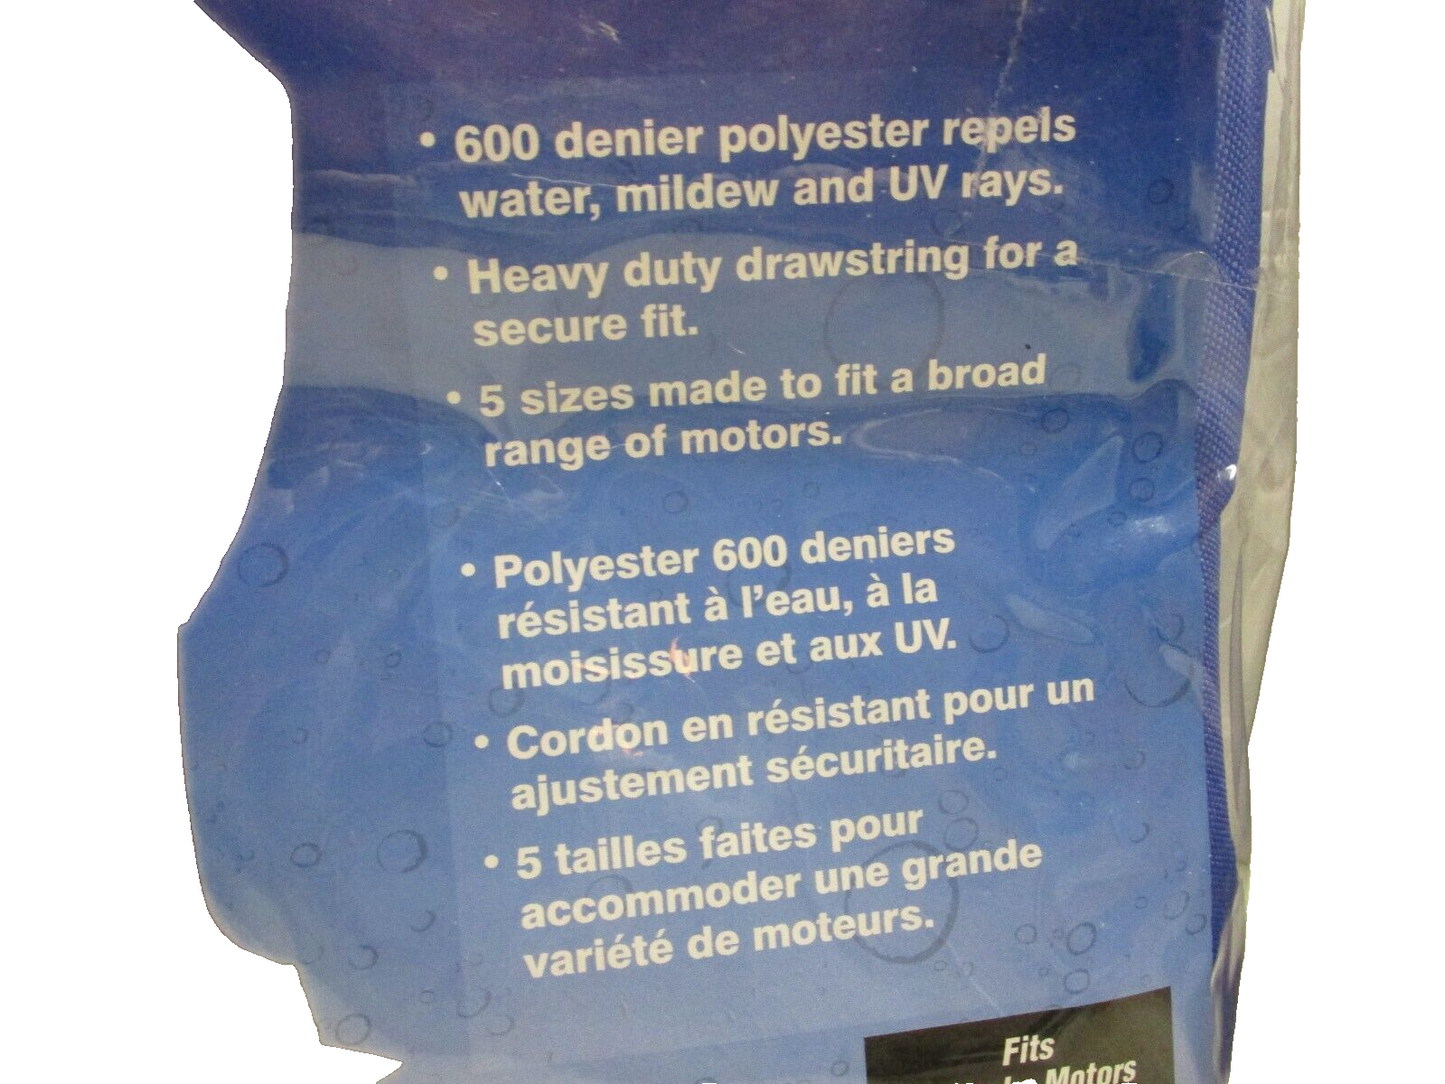 • 600 denier polyester repels
water, mildew and UV rays.
• Heavy duty drawstring for a
secure fit.
• 5 sizes made to fit a broad
range of motors.
• Polyester 600 deniers
résistant à l'eau, à la
moisissure et aux UV.
• Cordon en résistant pour un
ajustement sécuritaire.
• 5 tailles faites pour
accommoder une grande
variété de moteurs.
Fits
Motors